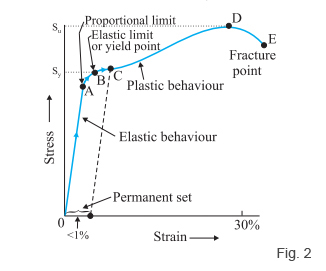 Proportional limit
Elastic limit
or yield point
Sᵤ
D
E
Fracture
point
Sᵧ
B
C
A
Plastic behaviour
Elastic behaviour
Stress
Permanent set
0
<1%
30%
Strain
Fig. 2